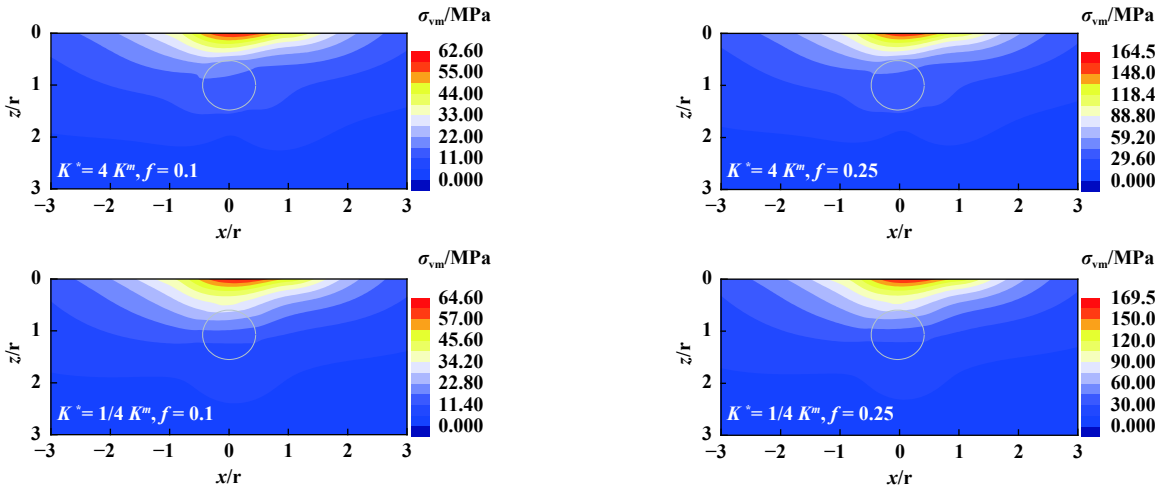 σvm/MPa
0
1
2
3
z/r
62.60
55.00
44.00
33.00
22.00
11.00
0.000
K*= 4 Kᵐ, f = 0.1
−3 −2 −1 0 1 2 3
x/r
σvm/MPa
0
1
2
3
z/r
164.5
148.0
118.4
88.80
59.20
29.60
0.000
K*= 4 Kᵐ, f = 0.25
−3 −2 −1 0 1 2 3
x/r
σvm/MPa
0
1
2
3
z/r
64.60
57.00
45.60
34.20
22.80
11.40
0.000
K*= 1/4 Kᵐ, f = 0.1
−3 −2 −1 0 1 2 3
x/r
σvm/MPa
0
1
2
3
z/r
169.5
150.0
120.0
90.00
60.00
30.00
0.000
K*= 1/4 Kᵐ, f = 0.25
−3 −2 −1 0 1 2 3
x/r